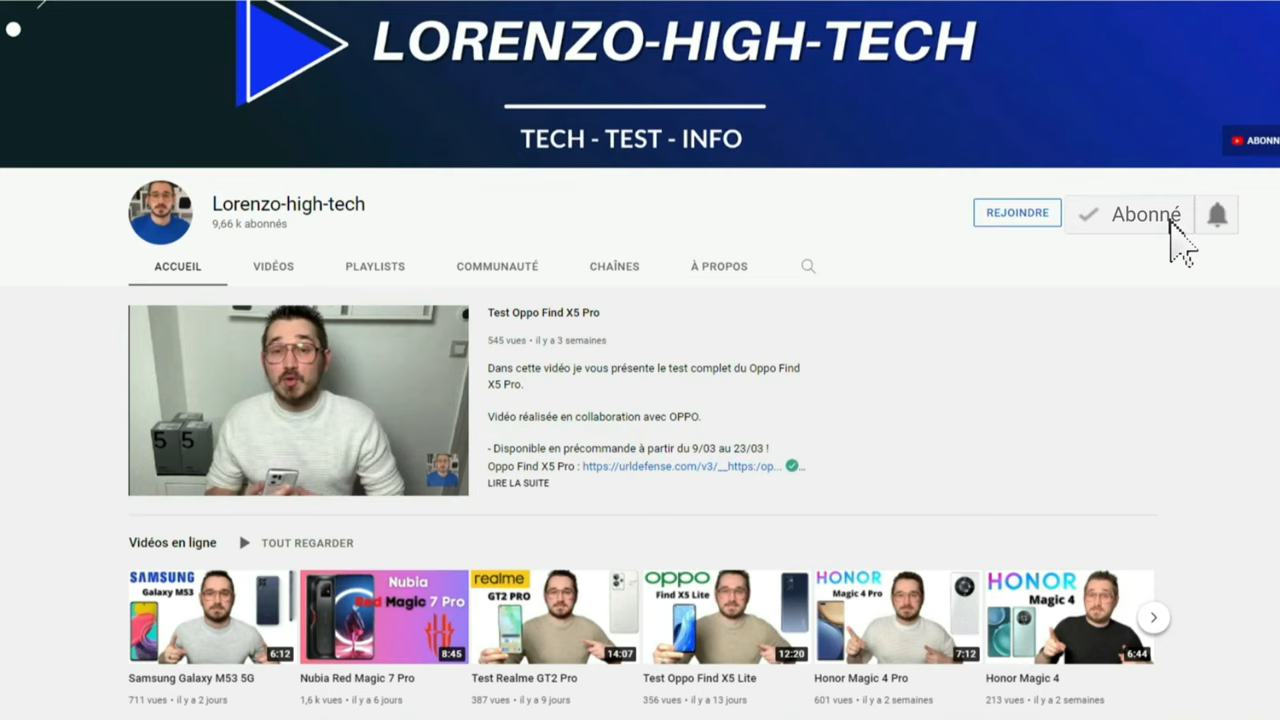 LORENZO-HIGH-TECH
TECH - TEST - INFO
ABONN
Lorenzo-high-tech
9,66 k abonnés
REJOINDRE
Abonné
ACCUEIL
VIDÉOS
PLAYLISTS
COMMUNAUTÉ
CHAÎNES
À PROPOS
Test Oppo Find X5 Pro
545 vues • il y a 3 semaines
Dans cette vidéo je vous présente le test complet du Oppo Find
X5 Pro.
Vidéo réalisée en collaboration avec OPPO.
- Disponible en précommande à partir du 9/03 au 23/03 !
Oppo Find X5 Pro : https://urldefense.com/v3/__https:/op... ...
LIRE LA SUITE
5 5
Vidéos en ligne
TOUT REGARDER
SAMSUNG
Galaxy M53
6:12
Nubia
Red Magic 7 Pro
8:45
realme
GT2 PRO
14:07
oppo
Find X5 Lite
12:20
HONOR
Magic 4 Pro
7:12
HONOR
Magic 4
6:44
Samsung Galaxy M53 5G
711 vues • il y a 2 jours
Nubia Red Magic 7 Pro
1,6 k vues • il y a 6 jours
Test Realme GT2 Pro
387 vues • il y a 9 jours
Test Oppo Find X5 Lite
356 vues • il y a 13 jours
Honor Magic 4 Pro
601 vues • il y a 2 semaines
Honor Magic 4
213 vues • il y a 2 semaines